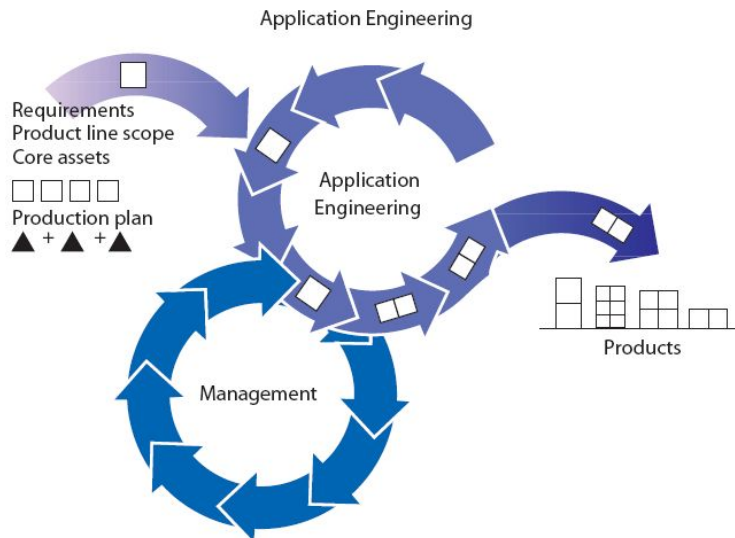 Application Engineering
Requirements
Product line scope
Core assets
Production plan
+ +
Application
Engineering
Management
Products